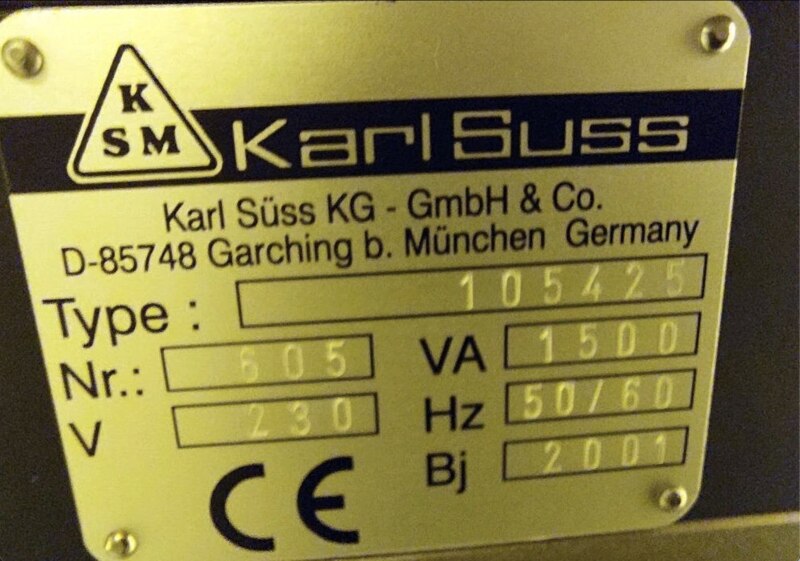 K
SM
Karl Suss
Karl Süss KG - GmbH & Co.
D-85748 Garching b. München Germany
Type : 105425
Nr.: 605 VA 1500
V 230 Hz 50/60
CE Bj 2001